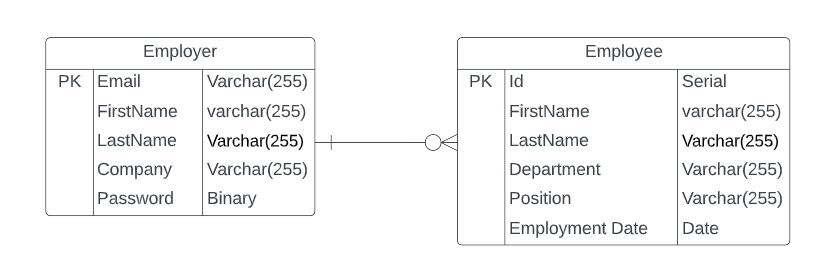 Employer
PK Email Varchar(255)
FirstName varchar(255)
LastName Varchar(255)
Company Varchar(255)
Password Binary
Employee
PK Id Serial
FirstName varchar(255)
LastName Varchar(255)
Department Varchar(255)
Position Varchar(255)
Employment Date Date